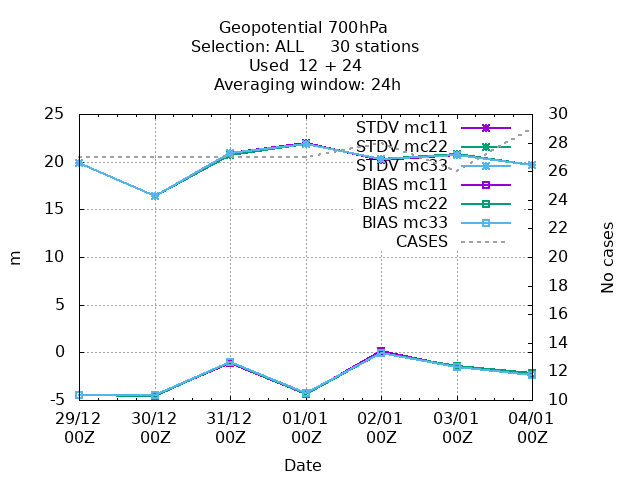 Geopotential 700hPa
Selection: ALL     30 stations
Used  12 + 24
Averaging window: 24h
25
20
15
10
5
0
-5
m
30
28
26
24
22
20
18
16
14
12
10
No cases
STDV mc11
STDV mc22
STDV mc33
BIAS mc11
BIAS mc22
BIAS mc33
CASES
29/12 30/12 31/12 01/01 02/01 03/01 04/01
00Z 00Z 00Z 00Z 00Z 00Z 00Z
Date